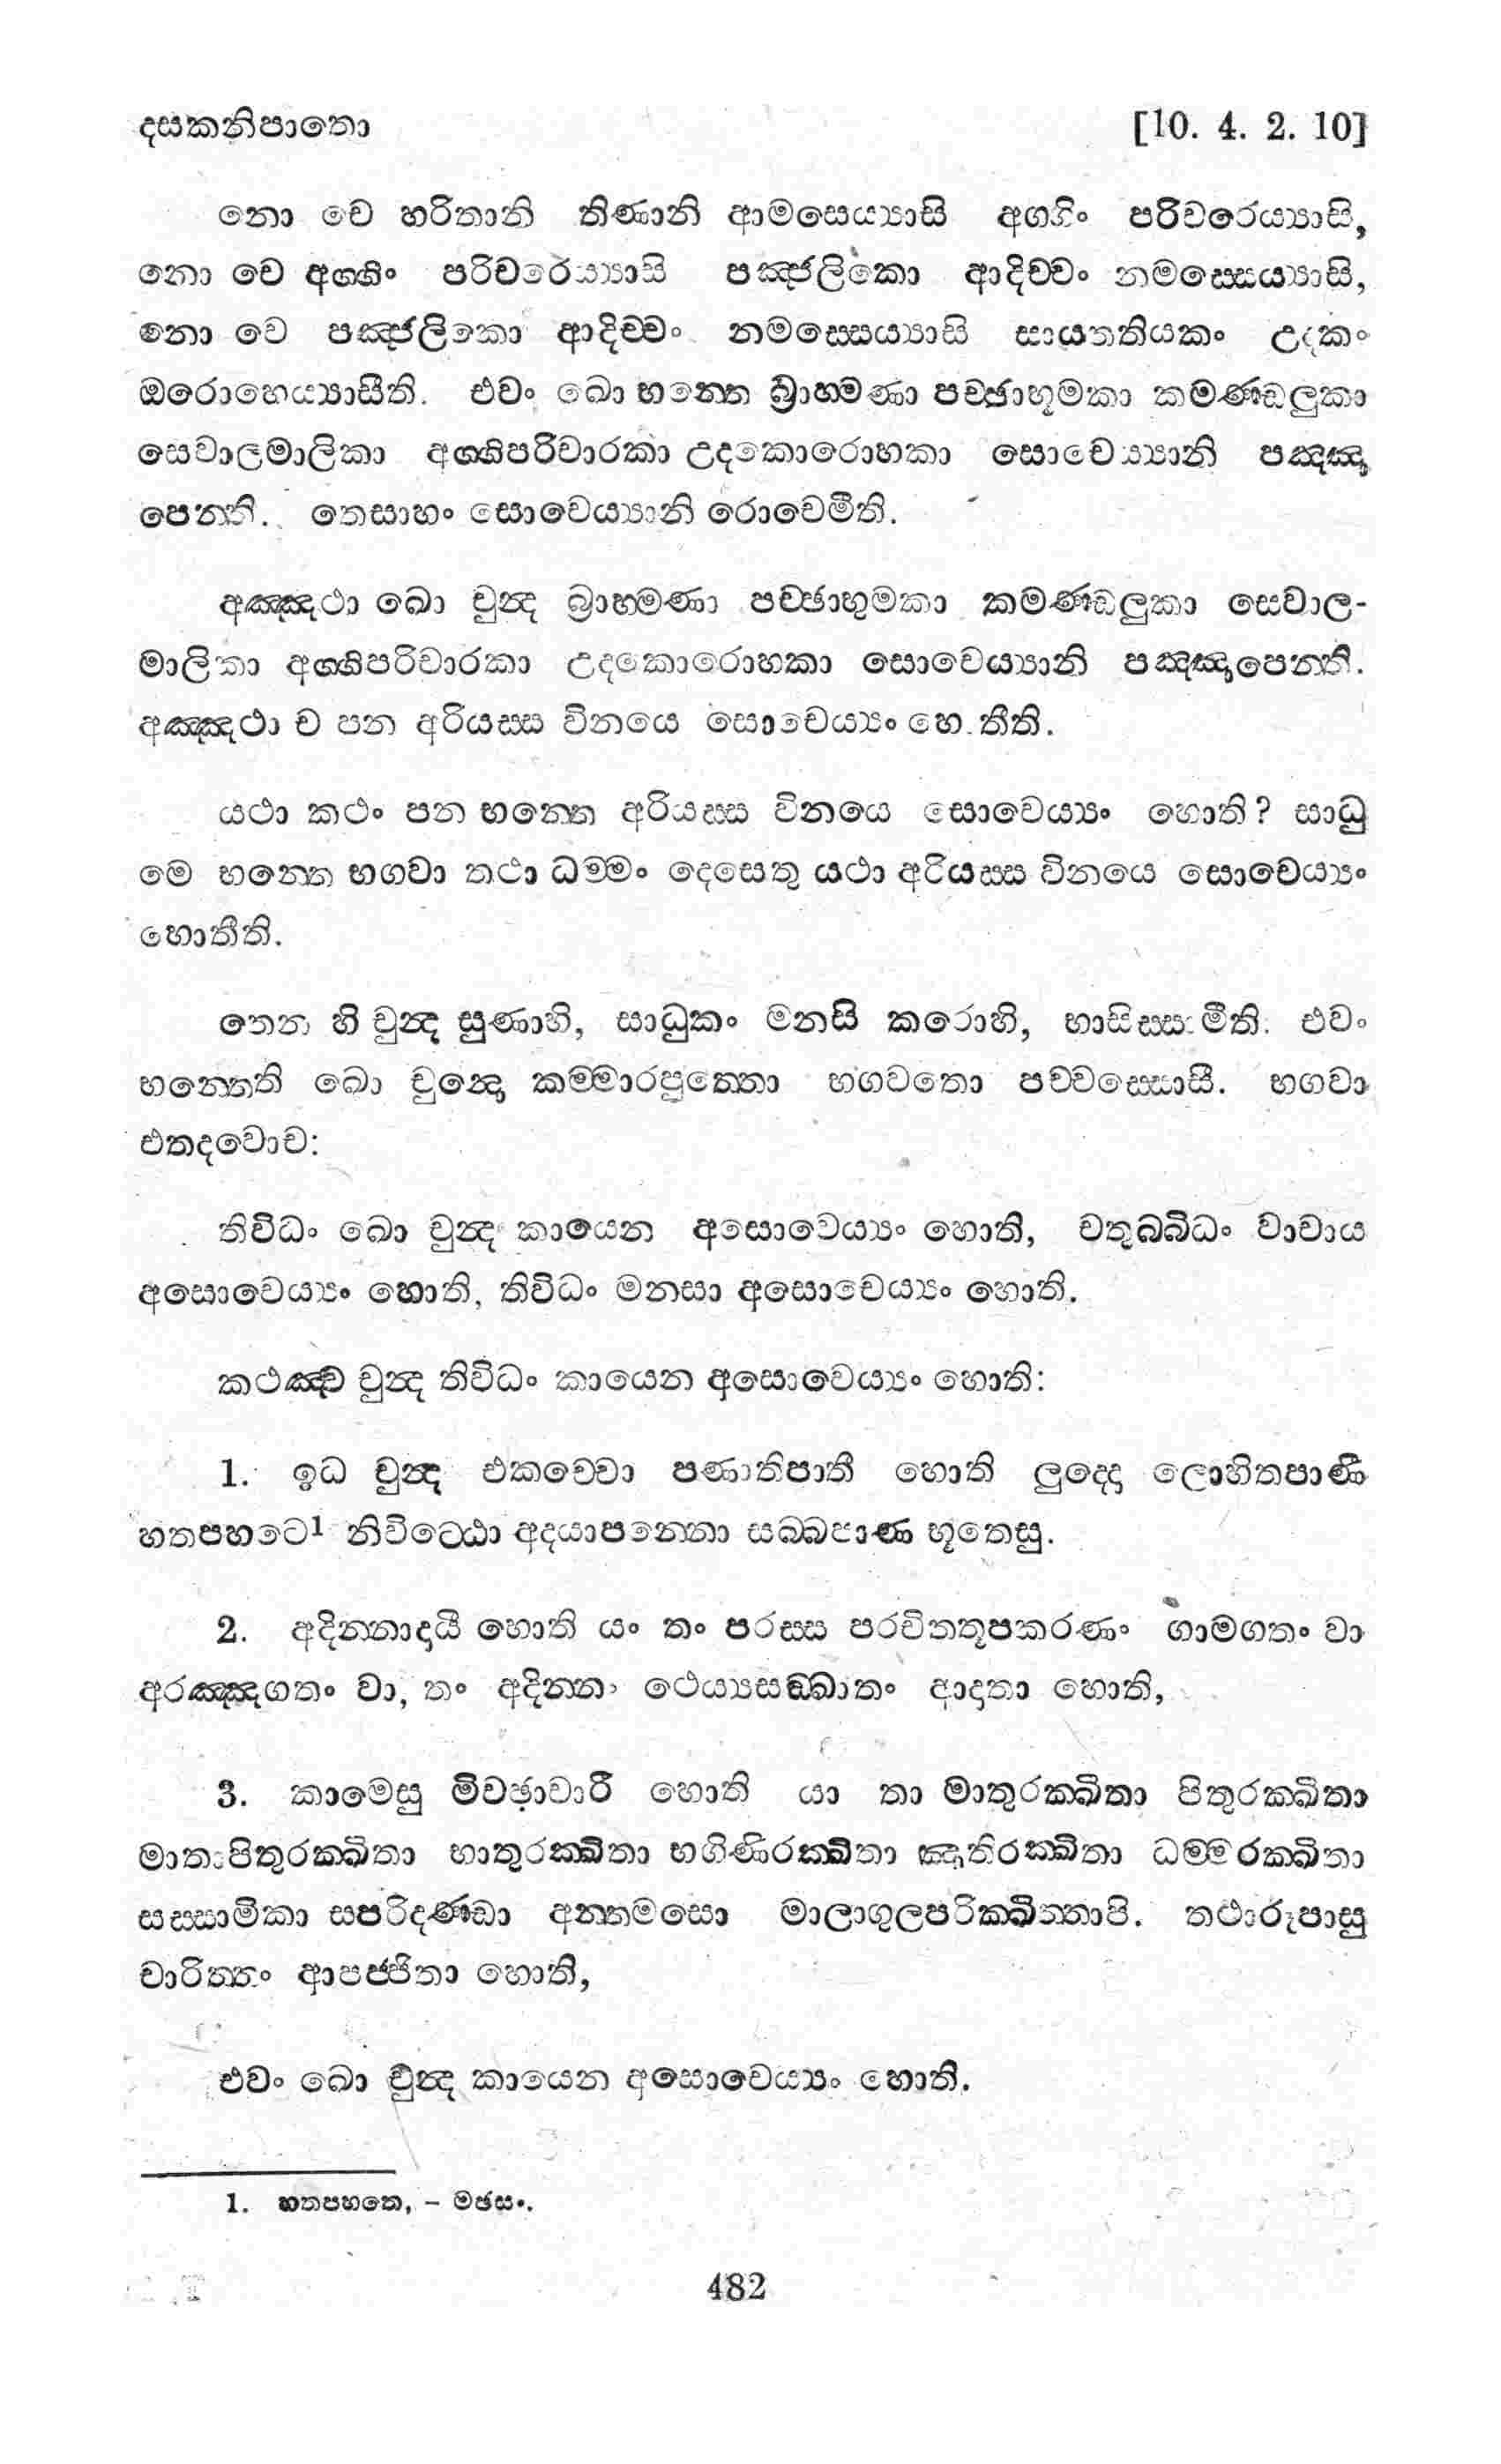 දසකනිපාතො [10. 4. 2. 10]
නො චෙ හරිතානි තිණානි ආමසෙය්‍යාසි අග්ගිං පරිචරෙය්‍යාසි,
නො චෙ අග්ගිං පරිචරෙය්‍යාසි පඤ්ජලිකො ආදිච්චං නමස්සෙය්‍යාසි,
නො චෙ පඤ්ජලිකො ආදිච්චං නමස්සෙය්‍යාසි සායතතියකං උදකං
ඔරොහෙය්‍යාසීති. එවං ඛො භන්තෙ බ්‍රාහ්මණා පච්ඡාභූමකා කමණ්ඩලුකා
සෙවාලමාලිකා අග්ගිපරිචාරකා උදකොරොහකා සොචෙය්‍යානි පඤ්ඤ
පෙන්ති. තෙසාහං සොචෙය්‍යානි රොචෙමීති.
අඤ්ඤථා ඛො චුන්ද බ්‍රාහ්මණා පච්ඡාභුමකා කමණ්ඩලුකා සෙවාල-
මාලිකා අග්ගිපරිචාරකා උදකොරොහකා සොචෙය්‍යානි පඤ්ඤාපෙන්ති.
අඤ්ඤථා ච පන අරියස්ස විනයෙ සොචෙය්‍යං හොතීති.
යථා කථං පන භන්තෙ අරියස්ස විනයෙ සොචෙය්‍යං හොති? සාධු
මෙ භන්තෙ භගවා තථා ධම්මං දෙසෙතු යථා අරියස්ස විනයෙ සොචෙය්‍යං
හොතීති.
තෙන හි චුන්ද සුණාහි, සාධුකං මනසි කරොහි, භාසිස්සාමීති. එවං
භන්තෙති ඛො චුන්දො කම්මාරපුත්තො භගවතො පච්චස්සොසී. භගවා
එතදවොච:
තිවිධං ඛො චුන්ද කායෙන අසොචෙය්‍යං හොති, චතුබ්බිධං වාචාය
අසොචෙය්‍යං හොති, තිවිධං මනසා අසොචෙය්‍යං හොති.
කථඤ්ච චුන්ද තිවිධං කායෙන අසොචෙය්‍යං හොති:
1. ඉධ චුන්ද එකච්චො පණාතිපාතී හොති ලුද්දො ලොහිතපාණී
හතපහටෙ1 නිවිට්ඨො අදයාපන්නො සබ්බපාණ භූතෙසු.
2. අදින්නාදායී හොති යං තං පරස්ස පරවිත්තූපකරණං ගාමගතං වා
අරඤ්ඤගතං වා, තං අදින්නං ථෙය්‍යසඞ්ඛාතං ආදාතා හොති,
3. කාමෙසු මිච්ඡාචාරී හොති යා තා මාතුරක්ඛිතා පිතුරක්ඛිතා
මාතාපිතුරක්ඛිතා භාතුරක්ඛිතා භගිණිරක්ඛිතා ඤාතිරක්ඛිතා ධම්මරක්ඛිතා
සස්සාමිකා සපරිදණ්ඩා අන්තමසො මාලාගුලපරික්ඛිත්තාපි. තථාරූපාසු
චාරිත්තං ආපජ්ජිතා හොති,
එවං ඛො චුන්ද කායෙන අසොචෙය්‍යං හොති.
1. හතපහතෙ, – මඡසං.
482